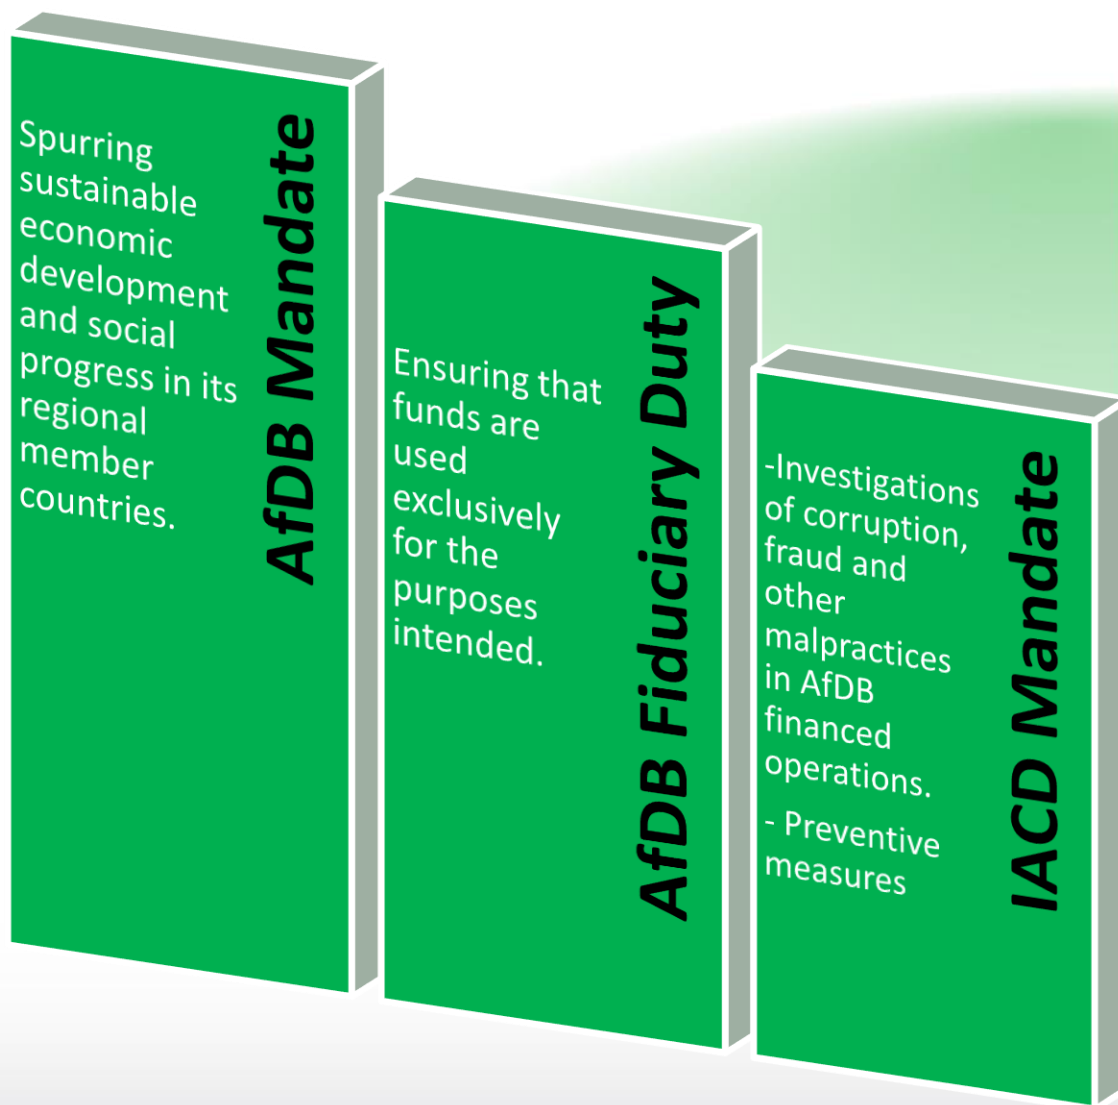 Spurring
sustainable
economic
development
and social
progress in its
regional
member
countries.
AfDB Mandate
Ensuring that
funds are
used
exclusively
for the
purposes
intended.
AfDB Fiduciary Duty
-Investigations
of corruption,
fraud and
other
malpractices
in AfDB
financed
operations.
- Preventive
measures
IACD Mandate